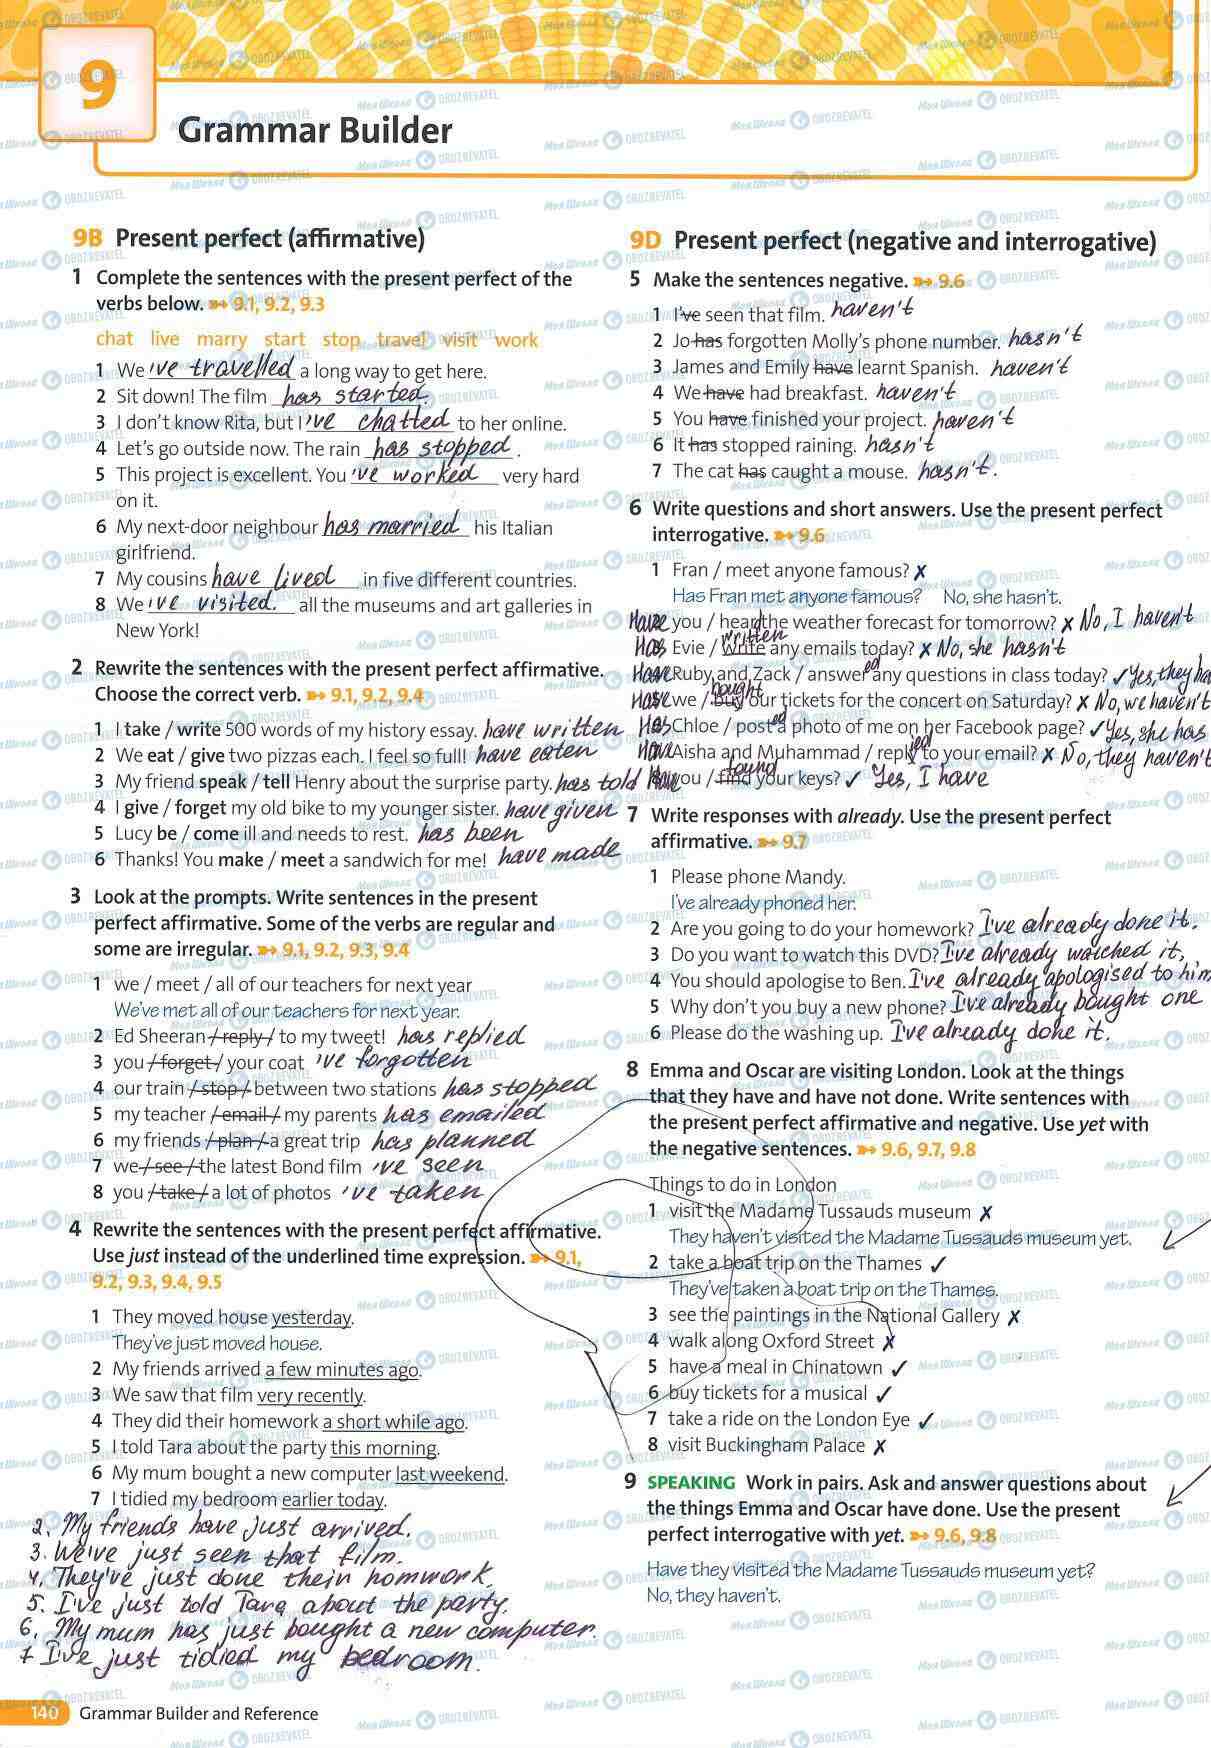 9
Grammar Builder
9B Present perfect (affirmative)
1 Complete the sentences with the present perfect of the
verbs below. ➵ 9.1, 9.2, 9.3
chat live marry start stop travel visit work
1 We 've travelled a long way to get here.
2 Sit down! The film has started.
3 I don't know Rita, but I 've chatted to her online.
4 Let's go outside now. The rain has stopped.
5 This project is excellent. You 've worked very hard
on it.
6 My next-door neighbour has married his Italian
girlfriend.
7 My cousins have lived in five different countries.
8 We 've visited. all the museums and art galleries in
New York!
2 Rewrite the sentences with the present perfect affirmative.
Choose the correct verb. ➵ 9.1, 9.2, 9.4
1 I take / write 500 words of my history essay. have written
2 We eat / give two pizzas each. I feel so full! have eaten
3 My friend speak / tell Henry about the surprise party. has told
4 I give / forget my old bike to my younger sister. have given
5 Lucy be / come ill and needs to rest. has been
6 Thanks! You make / meet a sandwich for me! have made
3 Look at the prompts. Write sentences in the present
perfect affirmative. Some of the verbs are regular and
some are irregular. ➵ 9.1, 9.2, 9.3, 9.4
1 we / meet / all of our teachers for next year
We've met all of our teachers for next year.
2 Ed Sheeran / reply / to my tweet! has replied
3 you / forget / your coat 've forgotten
4 our train / stop / between two stations has stopped
5 my teacher / email / my parents has emailed
6 my friends / plan / a great trip has planned
7 we / see / the latest Bond film 've seen
8 you / take / a lot of photos 've taken
4 Rewrite the sentences with the present perfect affirmative.
Use just instead of the underlined time expression. ➵ 9.1,
9.2, 9.3, 9.4, 9.5
1 They moved house yesterday.
They've just moved house.
2 My friends arrived a few minutes ago.
3 We saw that film very recently.
4 They did their homework a short while ago.
5 I told Tara about the party this morning.
6 My mum bought a new computer last weekend.
7 I tidied my bedroom earlier today.
2. My friends have just arrived.
3. We've just seen that film.
4. They've just done their homwork.
5. I've just told Tara about the party.
6. My mum has just bought a new computer.
7 I've just tidied my bedroom.
140 Grammar Builder and Reference
9D Present perfect (negative and interrogative)
5 Make the sentences negative. ➵ 9.6
1 I've seen that film. haven't
2 Jo has forgotten Molly's phone number. hasn't
3 James and Emily have learnt Spanish. haven't
4 We have had breakfast. haven't
5 You have finished your project. haven't
6 It has stopped raining. hasn't
7 The cat has caught a mouse. hasn't.
6 Write questions and short answers. Use the present perfect
interrogative. ➵ 9.6
1 Fran / meet anyone famous? ✗
Has Fran met anyone famous? No, she hasn't.
Have you / heard the weather forecast for tomorrow? ✗ No, I haven't
Has Evie / write written any emails today? ✗ No, she hasn't
Have Ruby and Zack / answered any questions in class today? ✓ Yes, they ha
Have we / buy bought our tickets for the concert on Saturday? ✗ No, we haven't
Has Chloe / posted a photo of me on her Facebook page? ✓ Yes, she has
Have Aisha and Muhammad / replied to your email? ✗ No, they haven't
Have you / find found your keys? ✓ Yes, I have
7 Write responses with already. Use the present perfect
affirmative. ➵ 9.7
1 Please phone Mandy.
I've already phoned her.
2 Are you going to do your homework? I've already done it.
3 Do you want to watch this DVD? I've already watched it,
4 You should apologise to Ben. I've already apologised to him
5 Why don't you buy a new phone? I've already bought one
6 Please do the washing up. I've already done it.
8 Emma and Oscar are visiting London. Look at the things
that they have and have not done. Write sentences with
the present perfect affirmative and negative. Use yet with
the negative sentences. ➵ 9.6, 9.7, 9.8
Things to do in London
1 visit the Madame Tussauds museum ✗
They haven't visited the Madame Tussauds museum yet.
2 take a boat trip on the Thames ✓
They've taken a boat trip on the Thames.
3 see the paintings in the National Gallery ✗
4 walk along Oxford Street ✗
5 have a meal in Chinatown ✓
6 buy tickets for a musical ✓
7 take a ride on the London Eye ✓
8 visit Buckingham Palace ✗
9 SPEAKING Work in pairs. Ask and answer questions about
the things Emma and Oscar have done. Use the present
perfect interrogative with yet. ➵ 9.6, 9.8
Have they visited the Madame Tussauds museum yet?
No, they haven't.
Моя Школа OBOZREVATEL